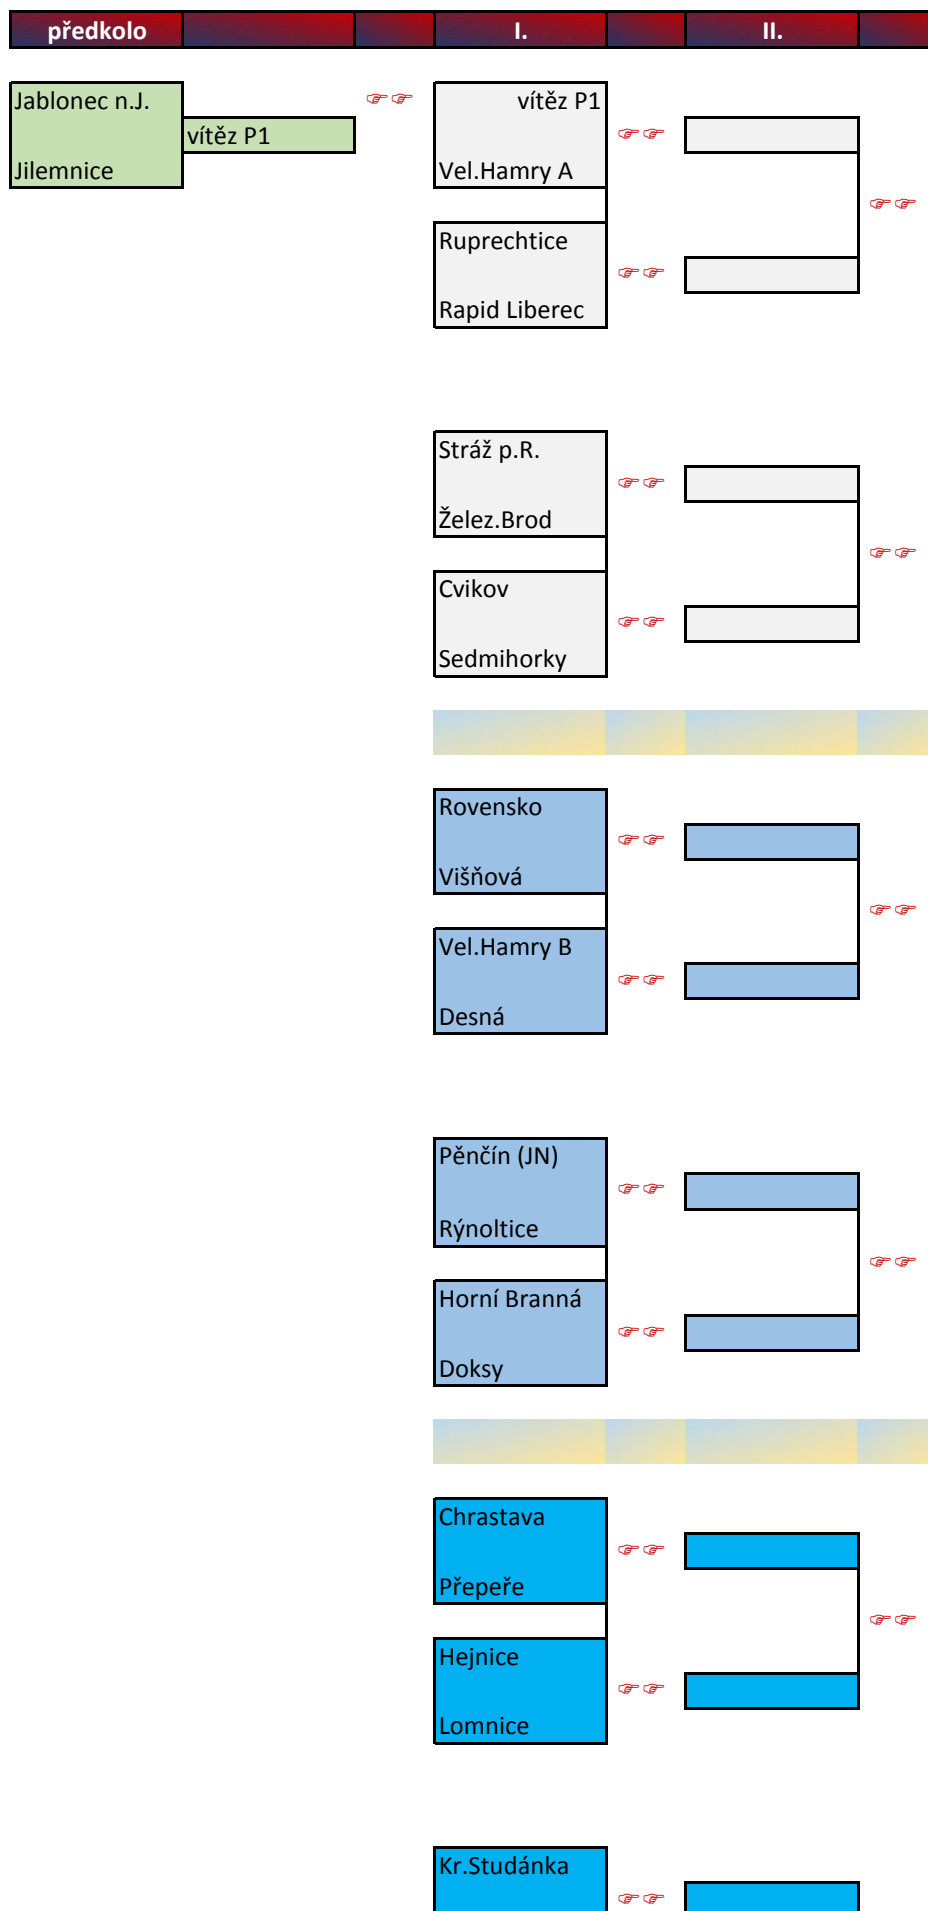 předkolo I. II.
Jablonec n.J.
vítěz P1
Jilemnice
vítěz P1
Vel.Hamry A
Ruprechtice
Rapid Liberec
Stráž p.R.
Želez.Brod
Cvikov
Sedmihorky
Rovensko
Višňová
Vel.Hamry B
Desná
Pěnčín (JN)
Rýnoltice
Horní Branná
Doksy
Chrastava
Přepeře
Hejnice
Lomnice
Kr.Studánka